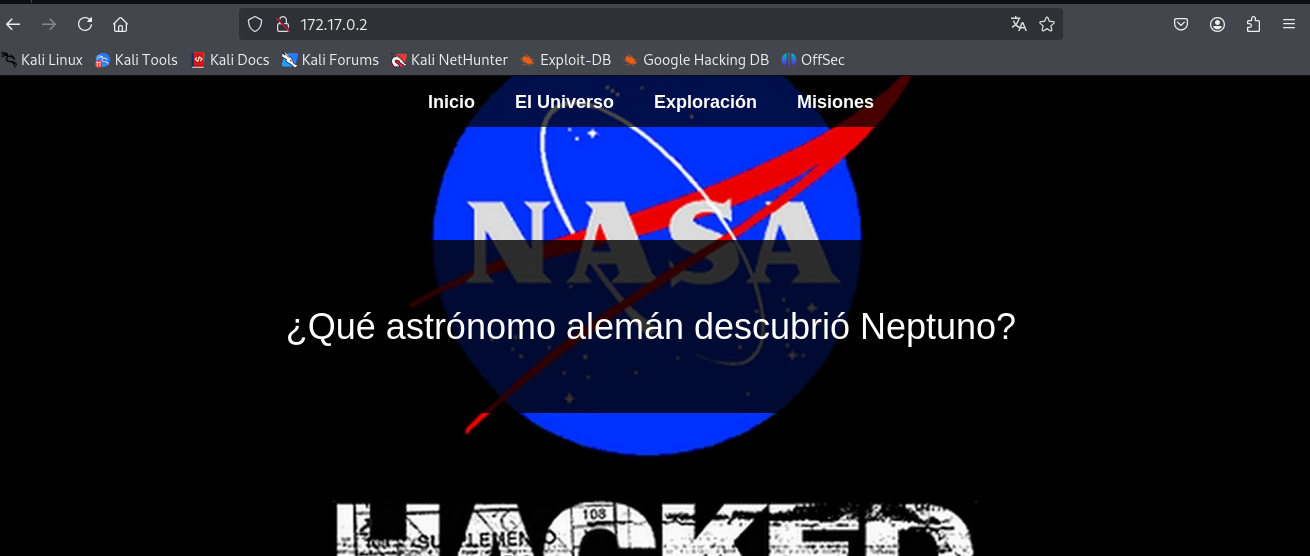 172.17.0.2
Kali Linux Kali Tools Kali Docs Kali Forums Kali NetHunter Exploit-DB Google Hacking DB OffSec
Inicio El Universo Exploración Misiones
NASA
¿Qué astrónomo alemán descubrió Neptuno?
108
HACKED